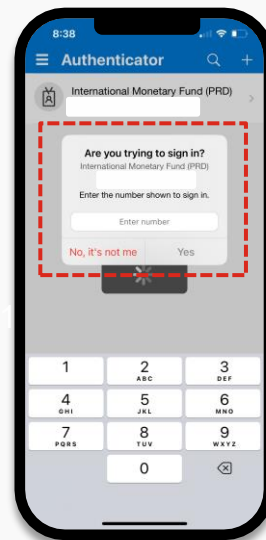 8:38
Authenticator
International Monetary Fund (PRD)
Are you trying to sign in?
International Monetary Fund (PRD)
Enter the number shown to sign in.
Enter number
No, it's not me Yes
1 2 3
ABC DEF
4 5 6
GHI JKL MNO
7 8 9
PQRS TUV WXYZ
0